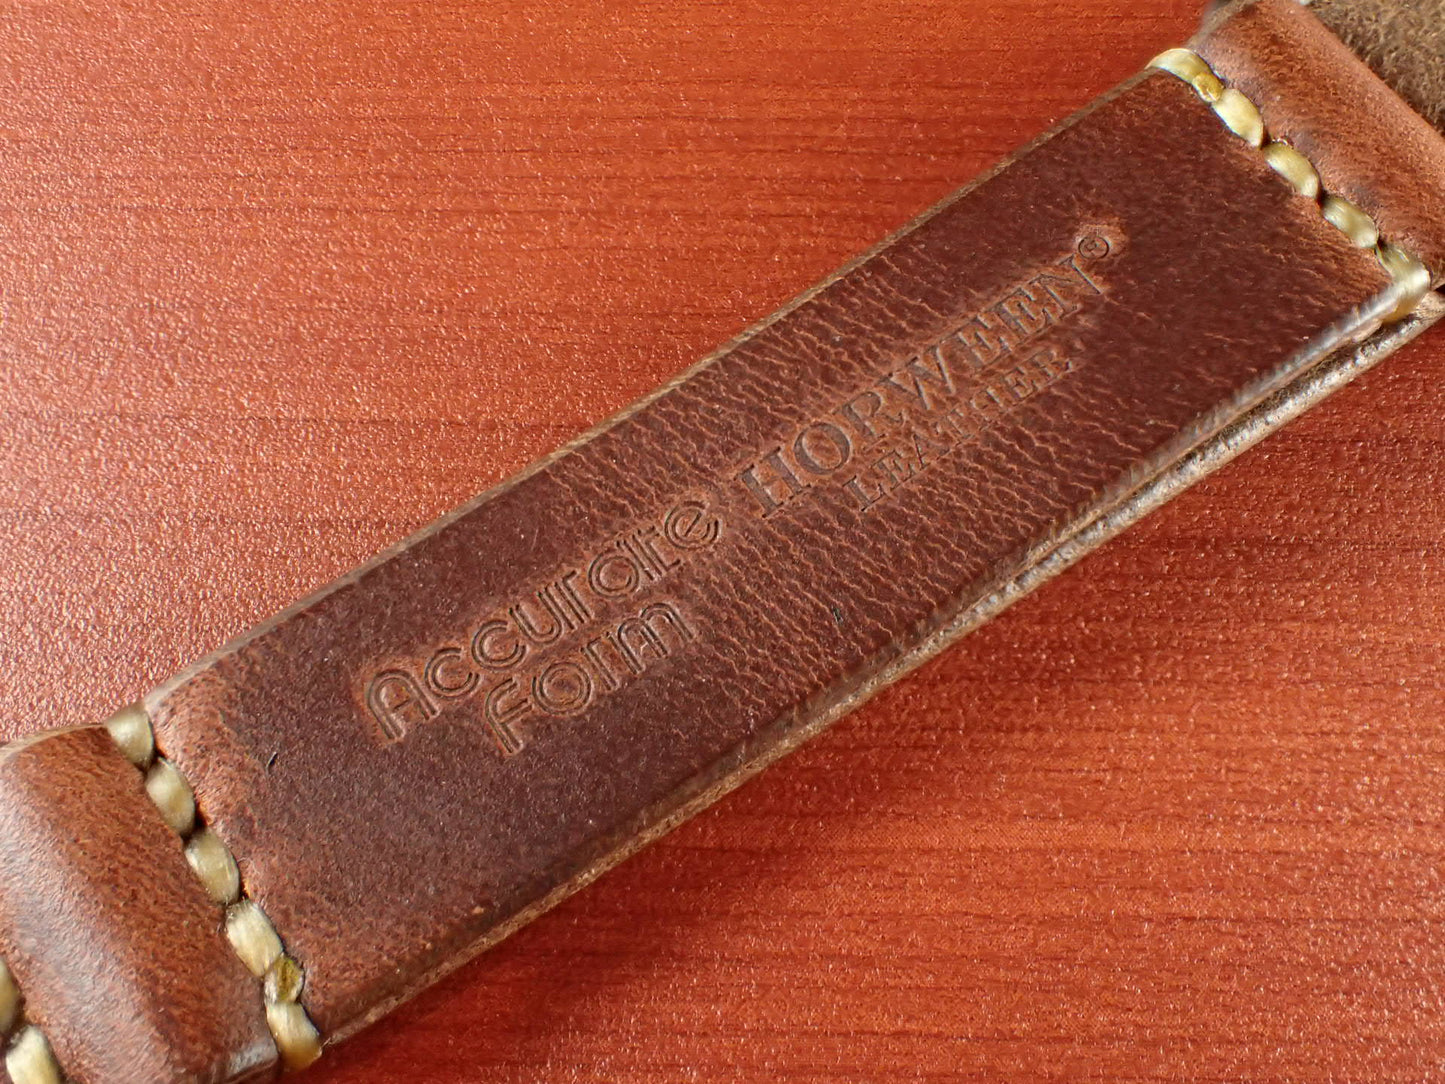 Accurate
Form
HORWEEN®
LEATHER